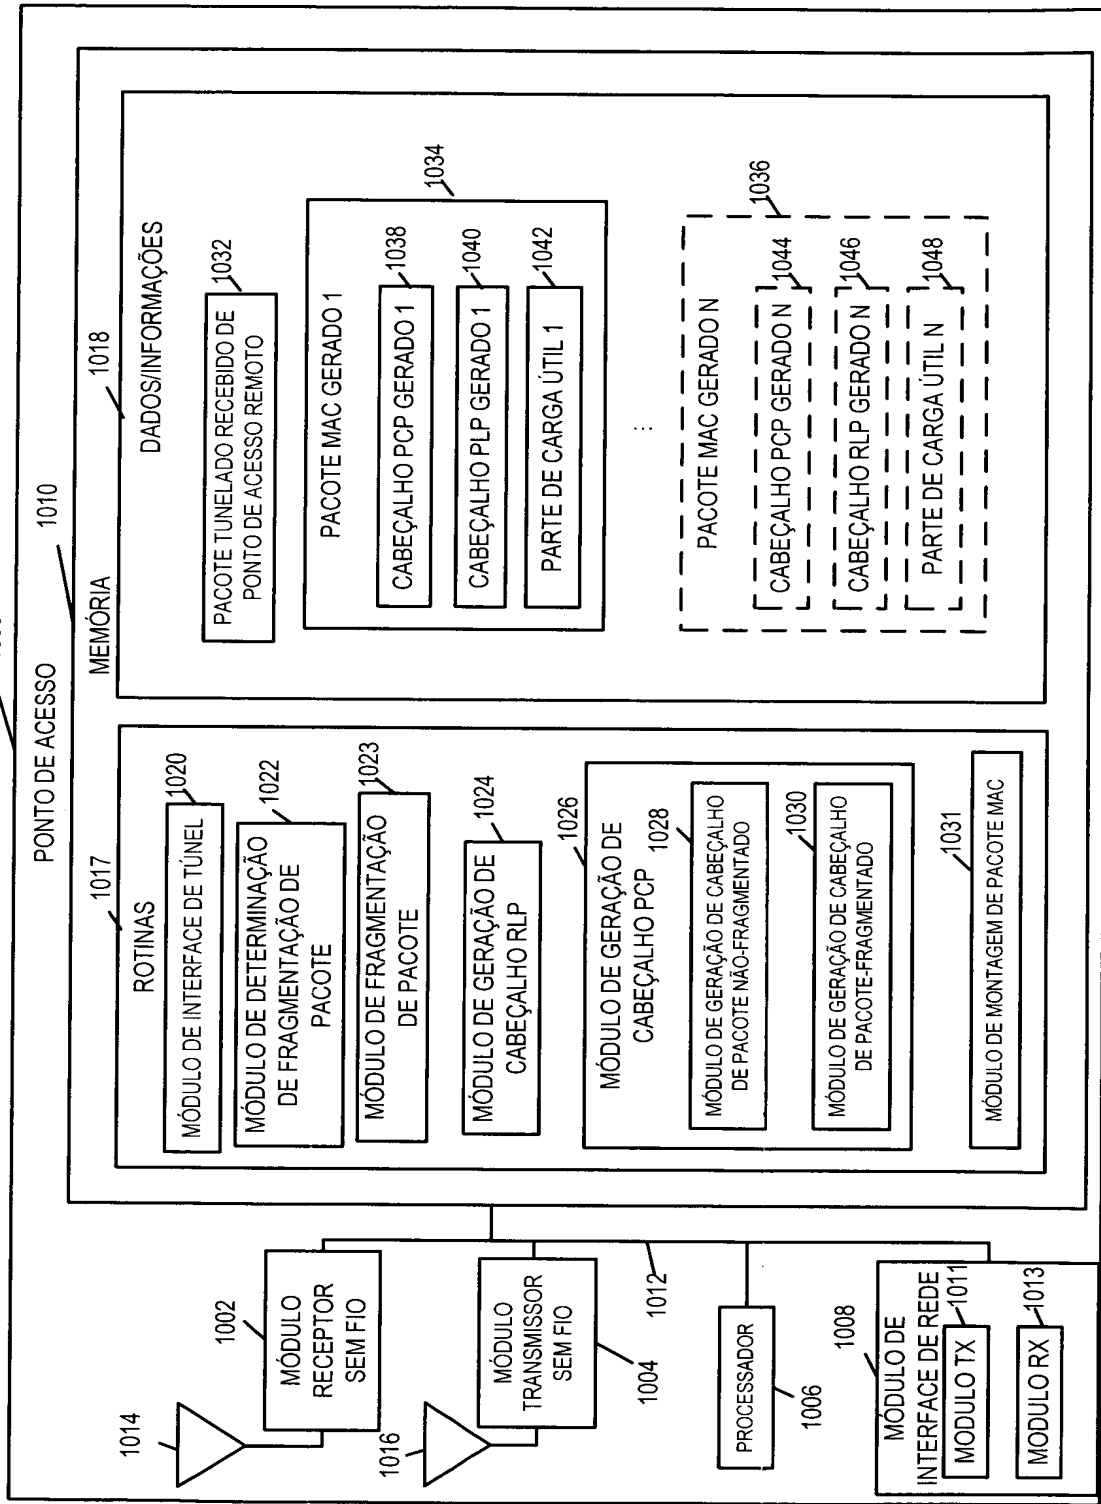 PONTO DE ACESSO
1010
MEMÓRIA
1017
ROTINAS
1020
MÓDULO DE INTERFACE DE TÚNEL
1022
MÓDULO DE DETERMINAÇÃO
DE FRAGMENTAÇÃO DE
PACOTE
1023
MÓDULO DE FRAGMENTAÇÃO
DE PACOTE
1024
MÓDULO DE GERAÇÃO DE
CABEÇALHO RLP
1026
MÓDULO DE GERAÇÃO DE
CABEÇALHO PCP
1028
MÓDULO DE GERAÇÃO DE CABEÇALHO
DE PACOTE NÃO-FRAGMENTADO
1030
MÓDULO DE GERAÇÃO DE CABEÇALHO
DE PACOTE-FRAGMENTADO
1031
MÓDULO DE MONTAGEM DE PACOTE MAC
1018
DADOS/INFORMAÇÕES
1032
PACOTE TUNELADO RECEBIDO DE
PONTO DE ACESSO REMOTO
1034
PACOTE MAC GERADO 1
1038
CABEÇALHO PCP GERADO 1
1040
CABEÇALHO PLP GERADO 1
1042
PARTE DE CARGA ÚTIL 1
...
1036
PACOTE MAC GERADO N
1044
CABEÇALHO PCP GERADO N
1046
CABEÇALHO RLP GERADO N
1048
PARTE DE CARGA ÚTIL N
1014
1002
MÓDULO
RECEPTOR
SEM FIO
1016
MÓDULO
TRANSMISSOR
SEM FIO
1004
1012
PROCESSADOR
1006
1008
MÓDULO DE
INTERFACE DE REDE
1011
MODULO TX
1013
MODULO RX